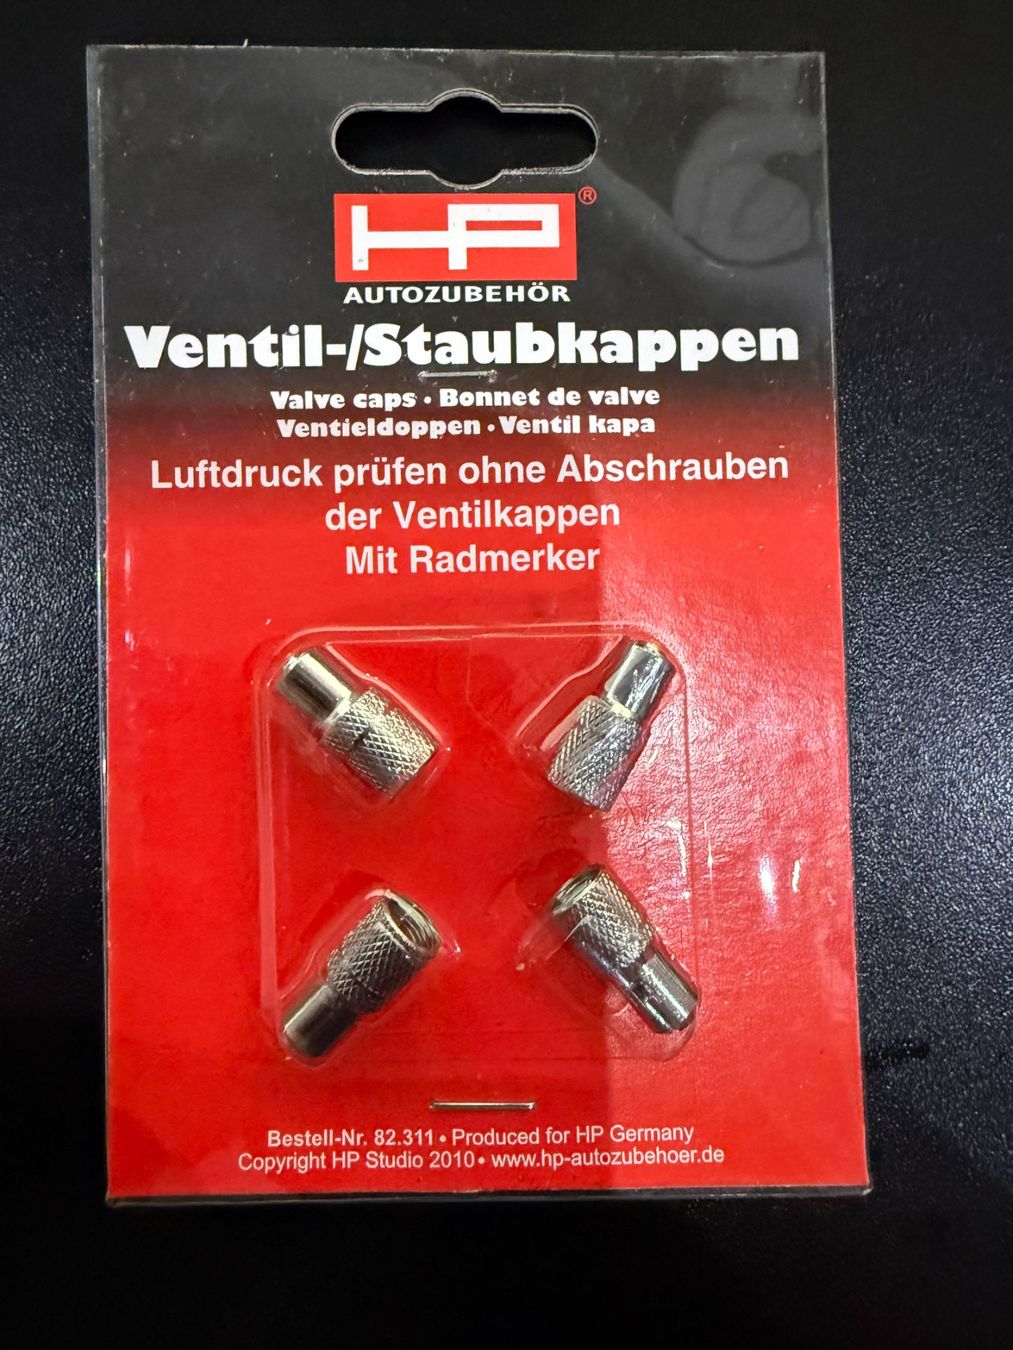 HP®
AUTOZUBEHÖR
Ventil-/Staubkappen
Valve caps • Bonnet de valve
Ventieldoppen • Ventil kapa
Luftdruck prüfen ohne Abschrauben
der Ventilkappen
Mit Radmerker
Bestell-Nr. 82.311 • Produced for HP Germany
Copyright HP Studio 2010 • www.hp-autozubehoer.de